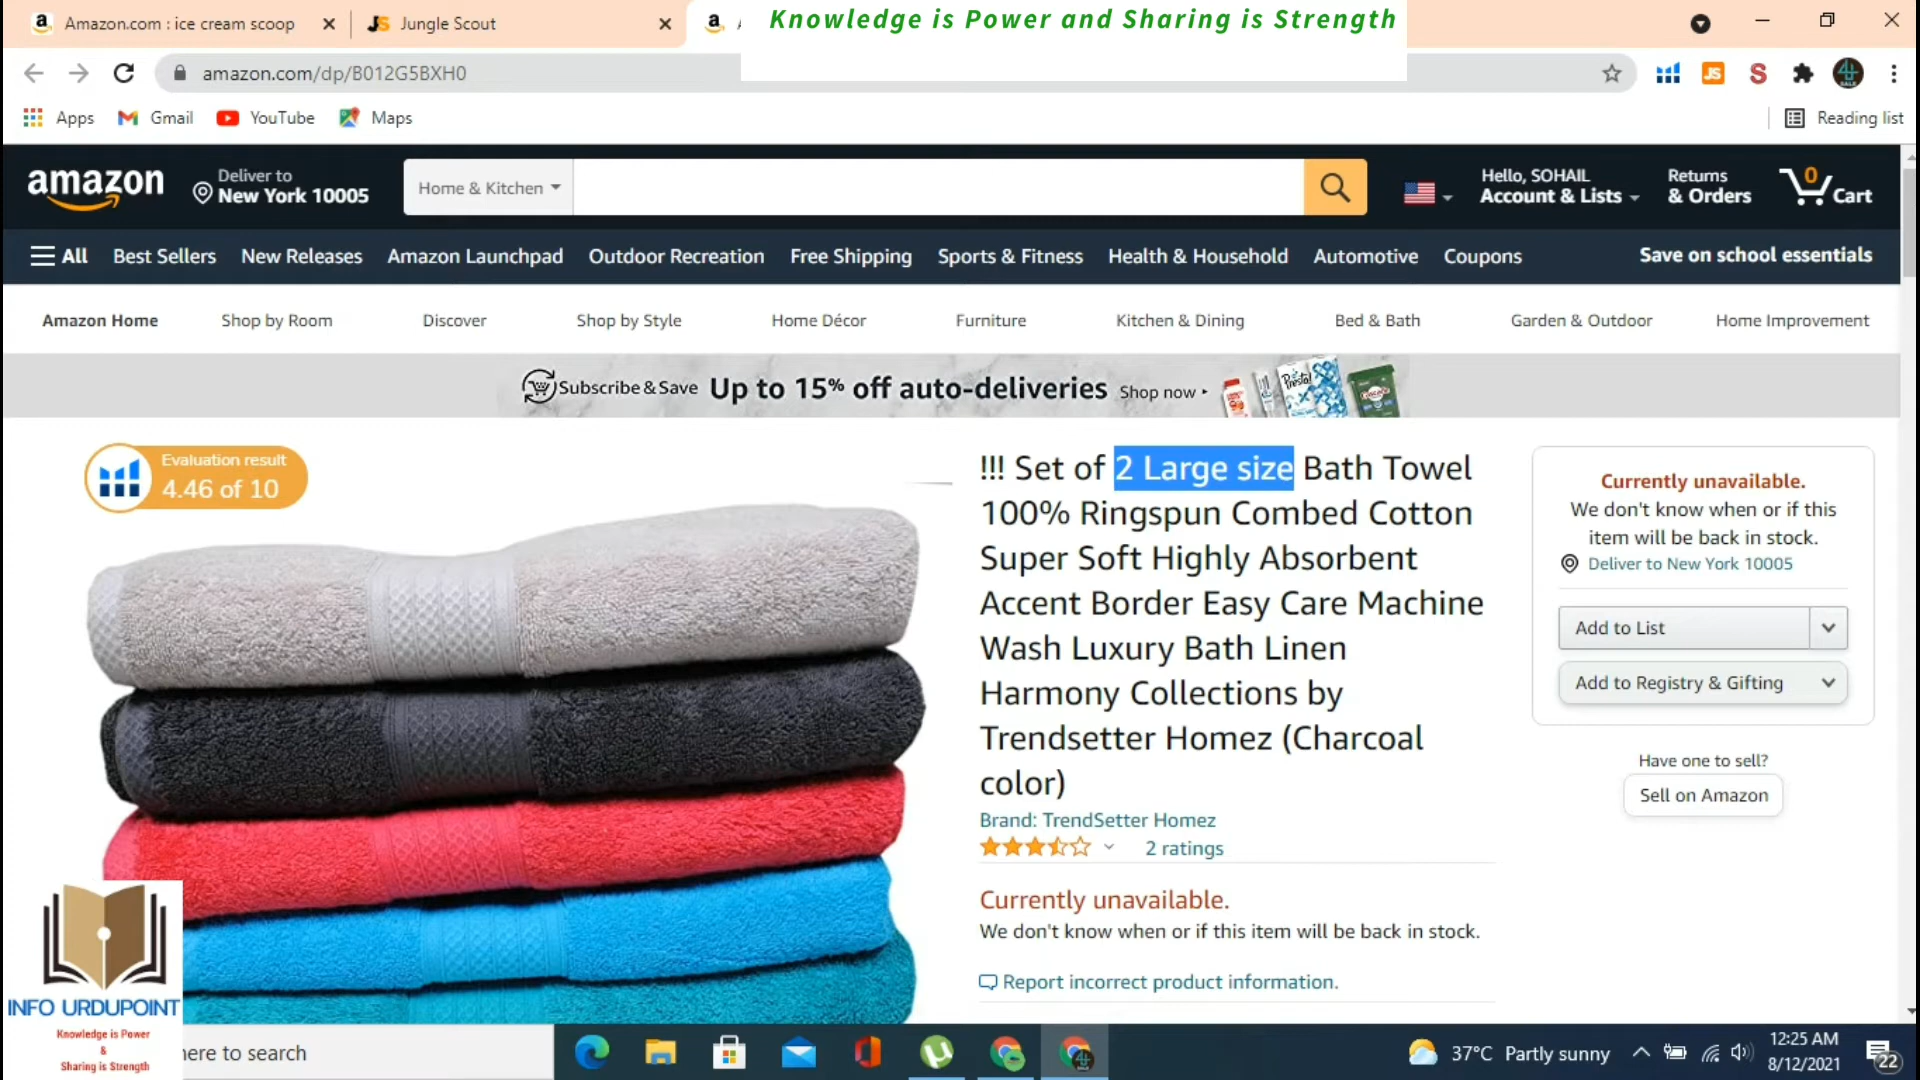 Amazon.com : ice cream scoop
Jungle Scout
Knowledge is Power and Sharing is Strength
amazon.com/dp/B012G5BXH0
Apps
Gmail
YouTube
Maps
Reading list
amazon
Deliver to
New York 10005
Home & Kitchen
Hello, SOHAIL
Account & Lists
Returns
& Orders
0
Cart
All
Best Sellers
New Releases
Amazon Launchpad
Outdoor Recreation
Free Shipping
Sports & Fitness
Health & Household
Automotive
Coupons
Save on school essentials
Amazon Home
Shop by Room
Discover
Shop by Style
Home Décor
Furniture
Kitchen & Dining
Bed & Bath
Garden & Outdoor
Home Improvement
Subscribe & Save Up to 15% off auto-deliveries Shop now
Presto!
Evaluation result
4.46 of 10
!!! Set of 2 Large size Bath Towel
100% Ringspun Combed Cotton
Super Soft Highly Absorbent
Accent Border Easy Care Machine
Wash Luxury Bath Linen
Harmony Collections by
Trendsetter Homez (Charcoal
color)
Brand: TrendSetter Homez
2 ratings
Currently unavailable.
We don't know when or if this item will be back in stock.
Report incorrect product information.
Currently unavailable.
We don't know when or if this
item will be back in stock.
Deliver to New York 10005
Add to List
Add to Registry & Gifting
Have one to sell?
Sell on Amazon
INFO URDUPOINT
Knowledge is Power
&
Sharing is Strength
here to search
37°C Partly sunny
12:25 AM
8/12/2021
22